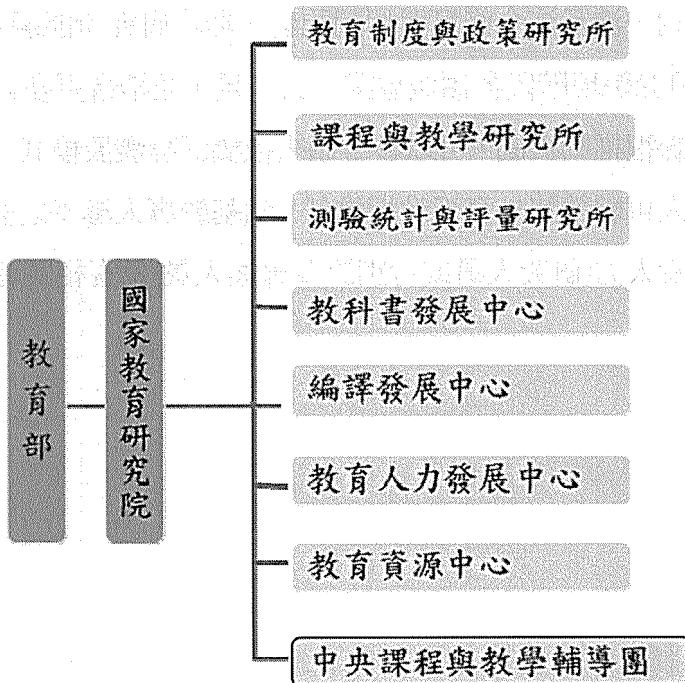 教育部
國家教育研究院
教育制度與政策研究所
課程與教學研究所
測驗統計與評量研究所
教科書發展中心
編譯發展中心
教育人力發展中心
教育資源中心
中央課程與教學輔導團